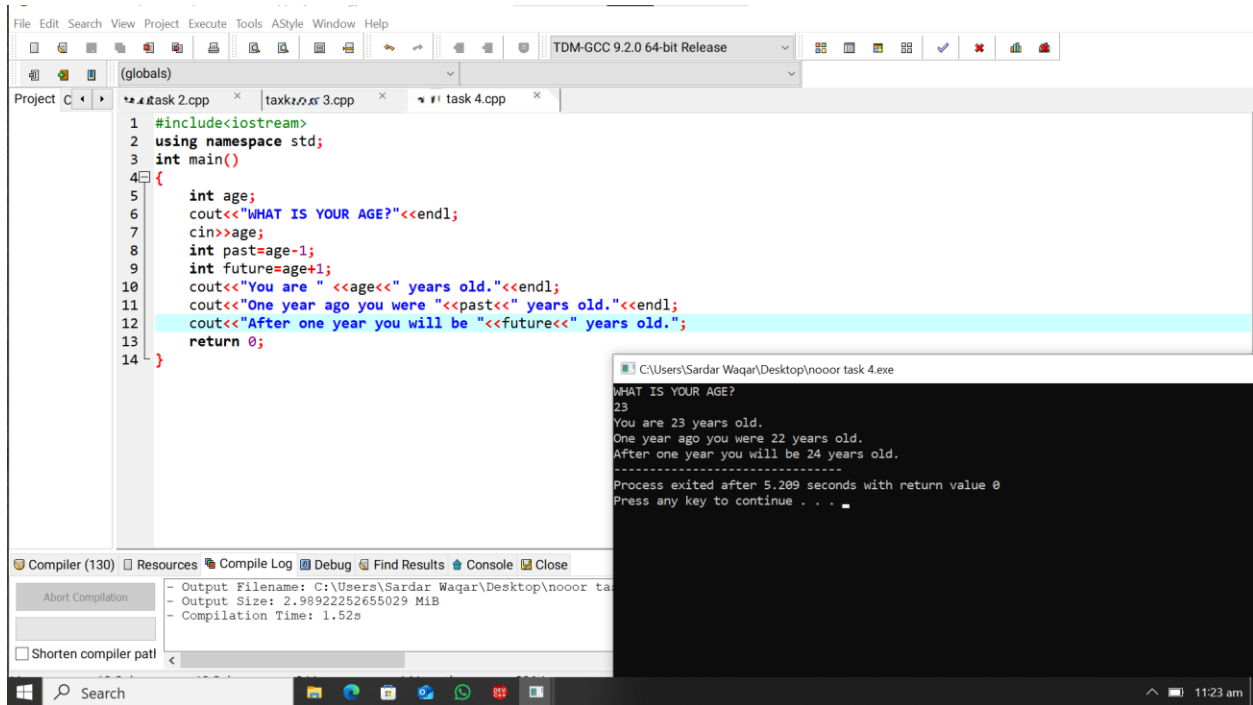 File Edit Search View Project Execute Tools AStyle Window Help
TDM-GCC 9.2.0 64-bit Release
(globals)
Project C task 2.cpp 3.cpp task 4.cpp
1 #include<iostream>
2 using namespace std;
3 int main()
4 {
5 int age;
6 cout<<"WHAT IS YOUR AGE?"<<endl;
7 cin>>age;
8 int past=age-1;
9 int future=age+1;
10 cout<<"You are " <<age<<" years old."<<endl;
11 cout<<"One year ago you were "<<past<<" years old."<<endl;
12 cout<<"After one year you will be "<<future<<" years old.";
13 return 0;
14 }
C:\Users\Sardar Waqar\Desktop\nooor task 4.exe
WHAT IS YOUR AGE?
23
You are 23 years old.
One year ago you were 22 years old.
After one year you will be 24 years old.
--------------------------------
Process exited after 5.209 seconds with return value 0
Press any key to continue . . .
Compiler (130) Resources Compile Log Debug Find Results Console Close
Abort Compilation
Shorten compiler path
- Output Filename: C:\Users\Sardar Waqar\Desktop\nooor
- Output Size: 2.98922252655029 MiB
- Compilation Time: 1.52s
Search
11:23 am